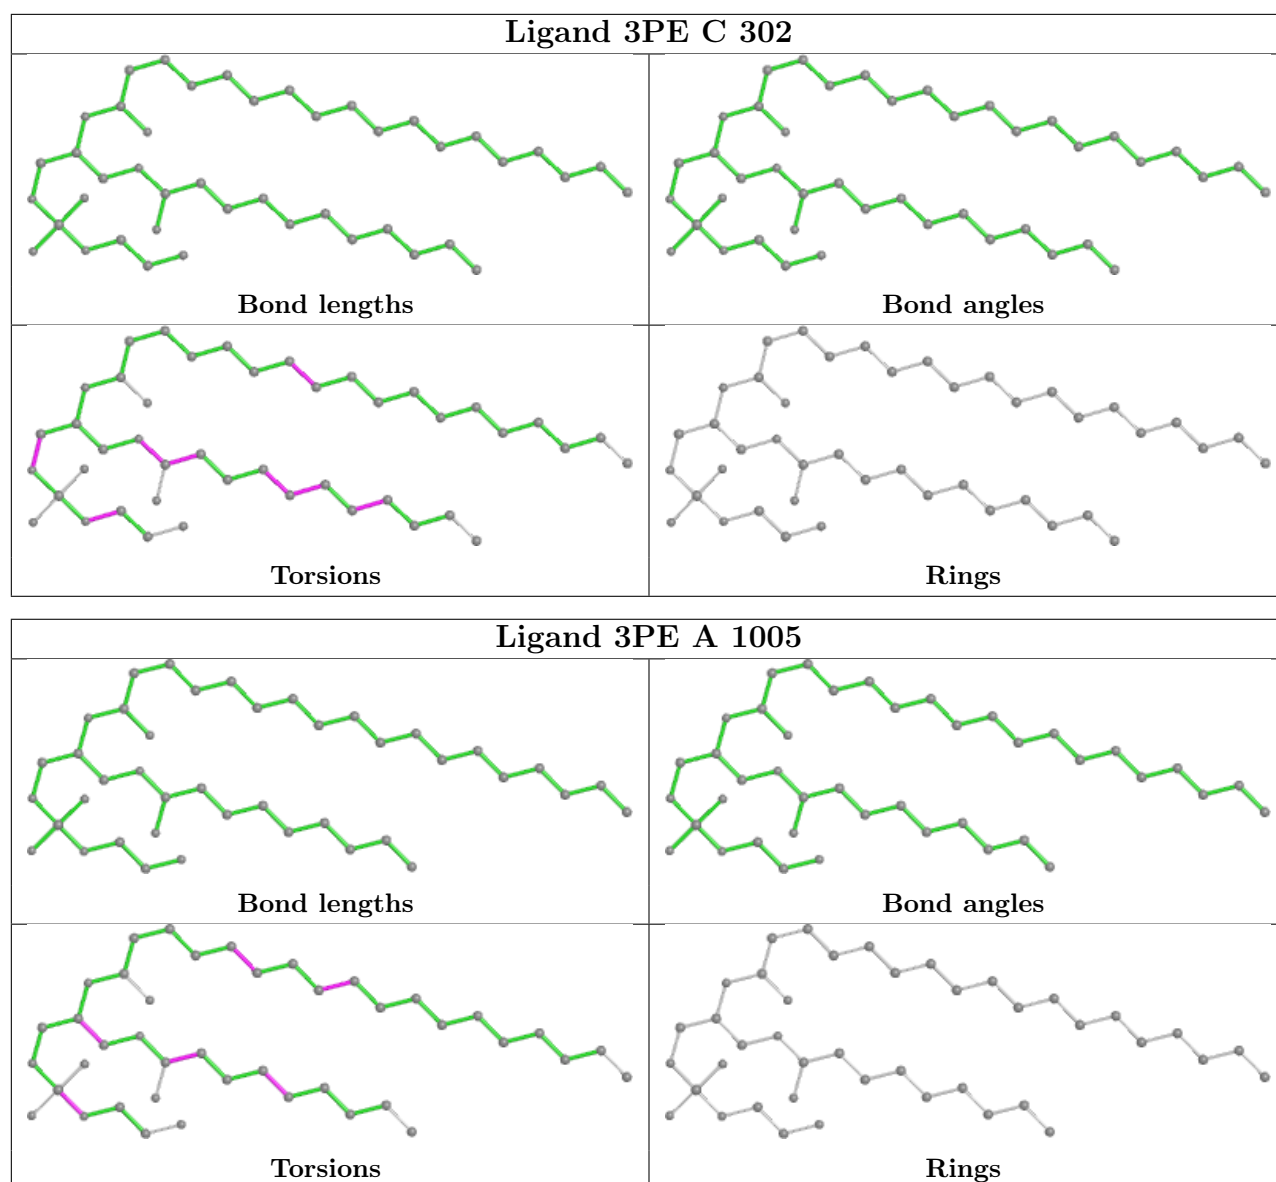 Ligand 3PE C 302
Bond lengths
Bond angles
Torsions
Rings
Ligand 3PE A 1005
Bond lengths
Bond angles
Torsions
Rings